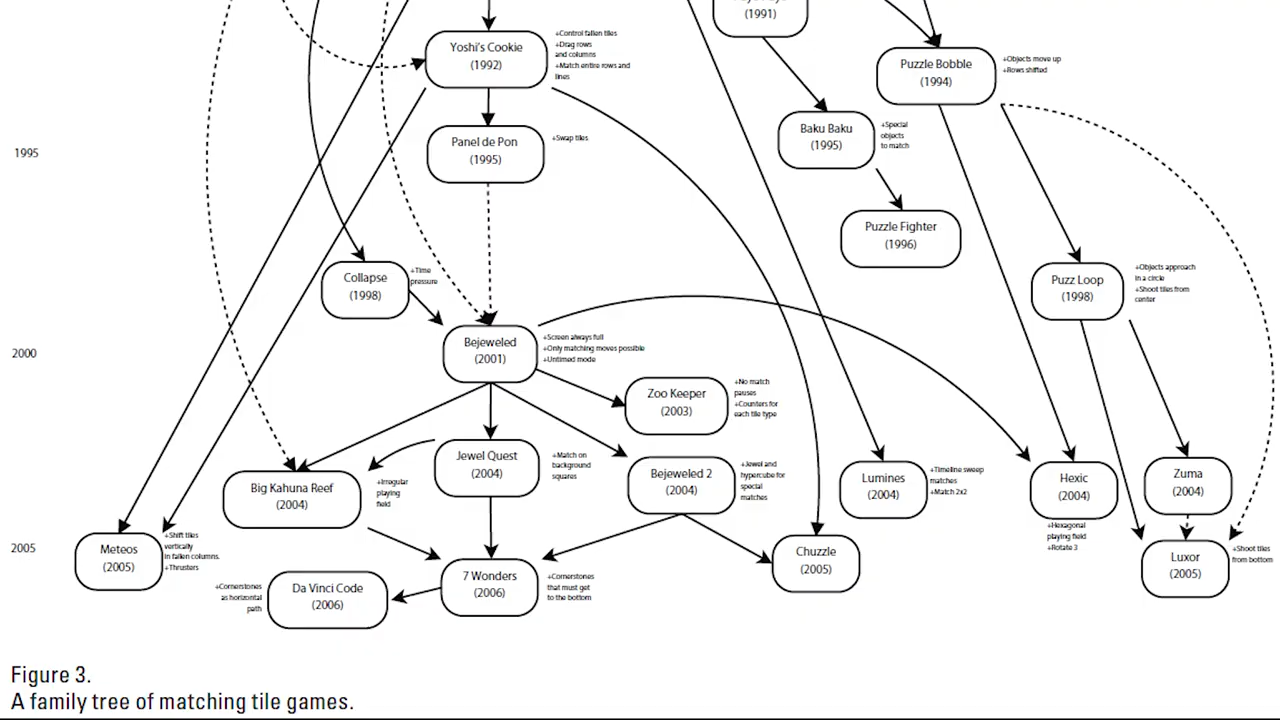 (1991)
Yoshi's Cookie
(1992)
+Control fallen tiles
+Drag rows
and columns
+Match entire rows and
lines
Puzzle Bobble
(1994)
+Objects move up
+Rows shifted
1995
Panel de Pon
(1995)
+Swap tiles
Baku Baku
(1995)
+Special
objects
to match
Puzzle Fighter
(1996)
Collapse
(1998)
+Time
pressure
Puzz Loop
(1998)
+Objects approach
in a circle
+Shoot tiles from
center
2000
Bejeweled
(2001)
+Screen always full
+Only matching moves possible
+Untimed mode
Zoo Keeper
(2003)
+No match
pauses
+Counters for
each tile type
Big Kahuna Reef
(2004)
+Irregular
playing
field
Jewel Quest
(2004)
+Match on
background
squares
Bejeweled 2
(2004)
+Jewel and
hypercube for
special
matches
Lumines
(2004)
+Timeline sweep
matches
+Match 2x2
Hexic
(2004)
+Hexagonal
playing field
+Rotate 3
Zuma
(2004)
2005
Meteos
(2005)
+Shift tiles
vertically
in fallen columns.
+Thrusters
Chuzzle
(2005)
Luxor
(2005)
+Shoot tiles
from bottom
+Cornerstones
as horizontal
path
Da Vinci Code
(2006)
7 Wonders
(2006)
+Cornerstones
that must get
to the bottom
Figure 3.
A family tree of matching tile games.